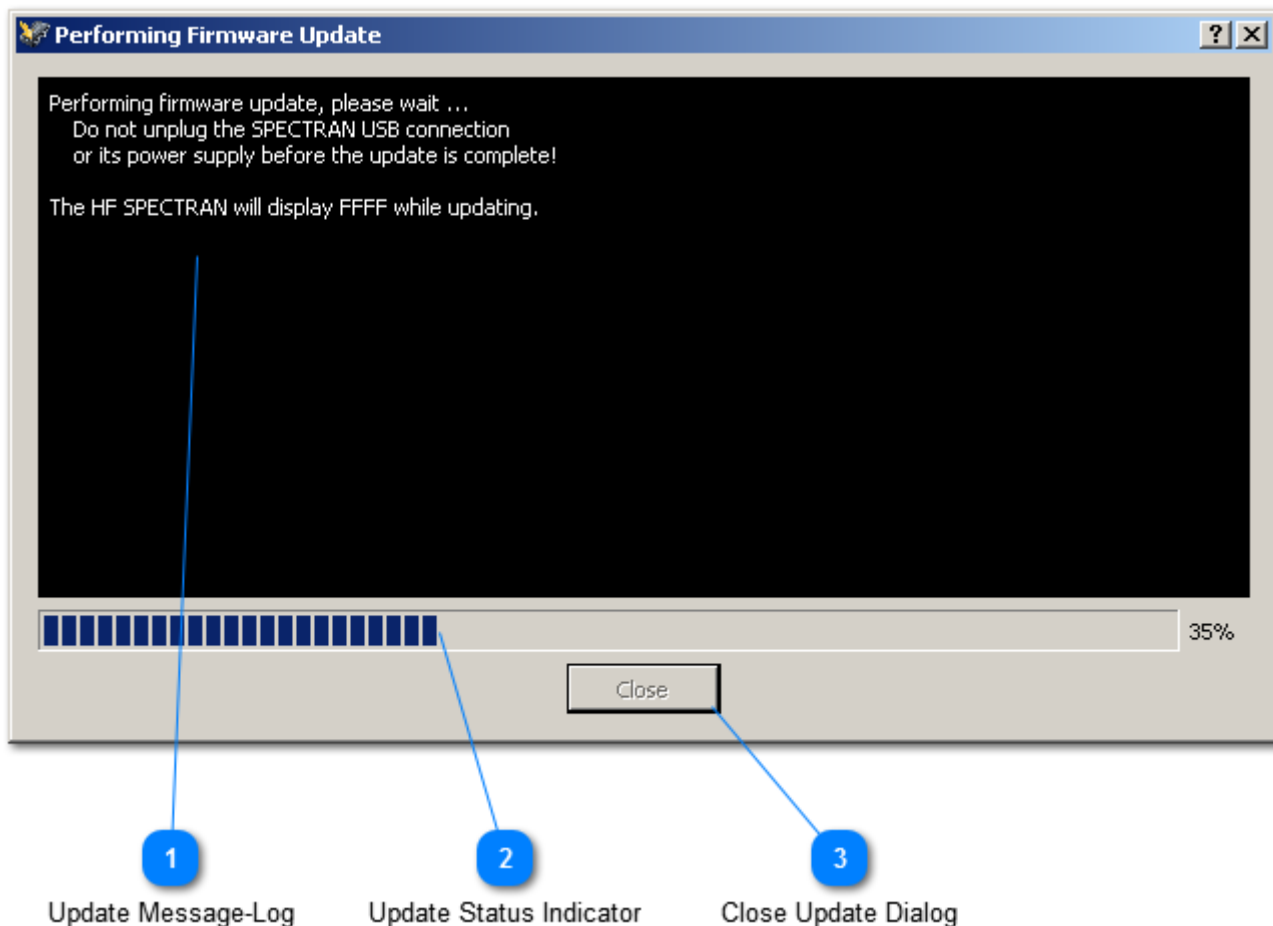 Performing Firmware Update
Performing firmware update, please wait ...
Do not unplug the SPECTRAN USB connection
or its power supply before the update is complete!
The HF SPECTRAN will display FFFF while updating.
35%
Close
1
2
3
Update Message-Log
Update Status Indicator
Close Update Dialog